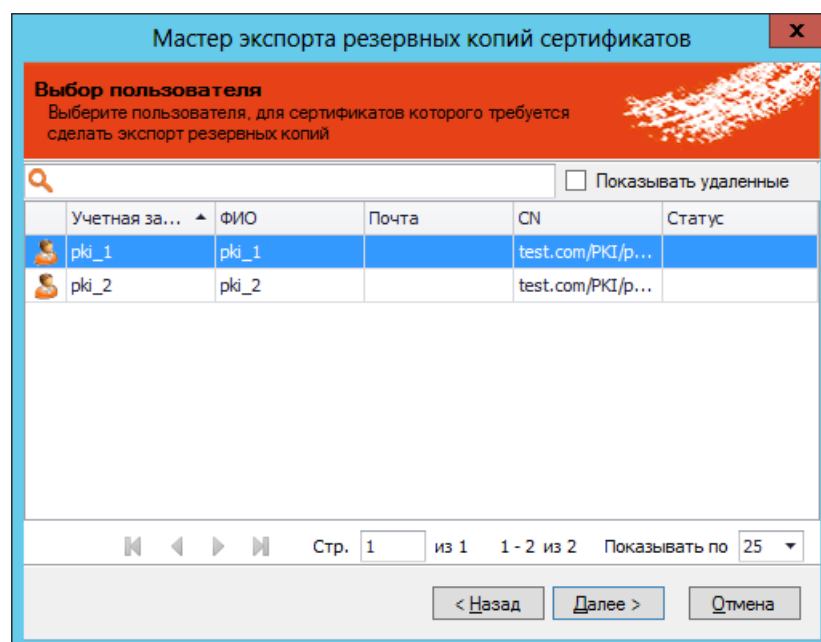 Мастер экспорта резервных копий сертификатов
x
Выбор пользователя
Выберите пользователя, для сертификатов которого требуется
сделать экспорт резервных копий
Показывать удаленные
Учетная за... ФИО Почта CN Статус
pki_1 pki_1 test.com/PKI/p...
pki_2 pki_2 test.com/PKI/p...
Стр. 1 из 1 1 - 2 из 2 Показывать по 25
< Назад Далее > Отмена